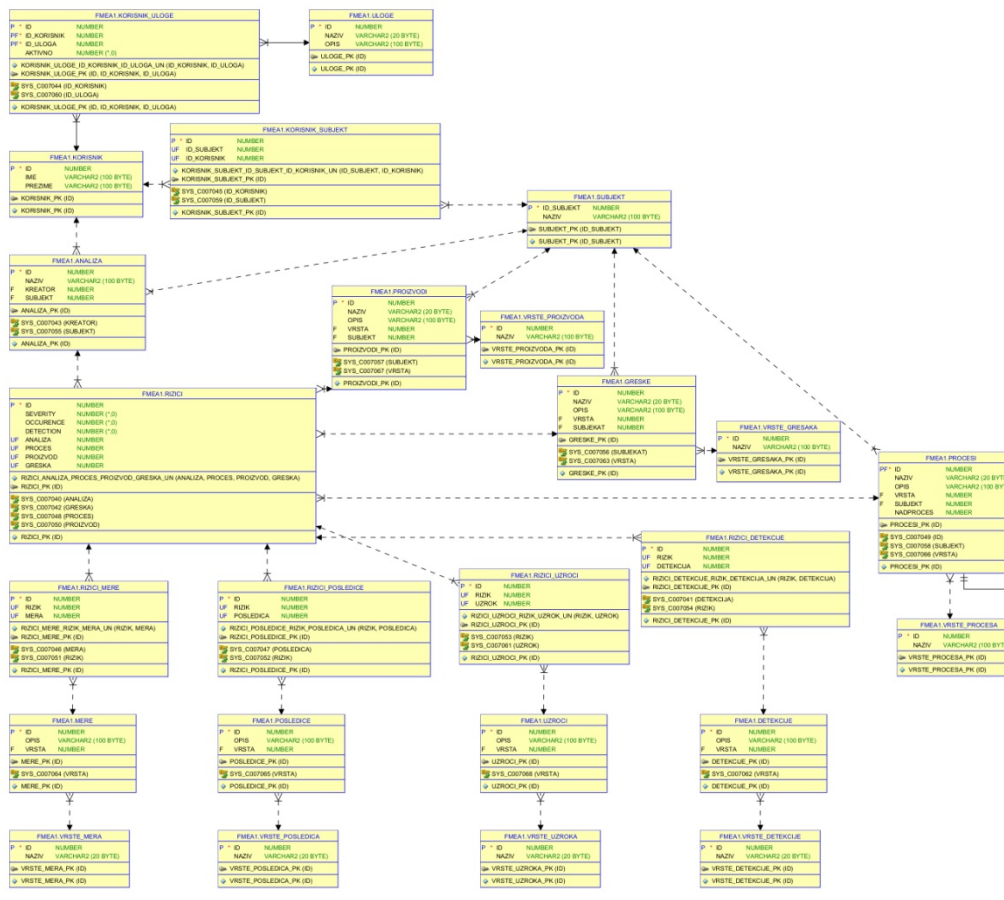 FMEA1.KORISNIK_ULOGE
P * ID NUMBER
PF* ID_KORISNIK NUMBER
PF* ID_ULOGA NUMBER
AKTIVNO NUMBER (*,0)
KORISNIK_ULOGE_ID_KORISNIK_ID_ULOGA_UN (ID_KORISNIK, ID_ULOGA)
KORISNIK_ULOGE_PK (ID, ID_KORISNIK, ID_ULOGA)
SYS_C007044 (ID_KORISNIK)
SYS_C007060 (ID_ULOGA)
KORISNIK_ULOGE_PK (ID, ID_KORISNIK, ID_ULOGA)
FMEA1.ULOGE
P * ID NUMBER
NAZIV VARCHAR2 (20 BYTE)
OPIS VARCHAR2 (100 BYTE)
ULOGE_PK (ID)
ULOGE_PK (ID)
FMEA1.KORISNIK_SUBJEKT
P * ID NUMBER
UF ID_SUBJEKT NUMBER
UF ID_KORISNIK NUMBER
KORISNIK_SUBJEKT_ID_SUBJEKT_ID_KORISNIK_UN (ID_SUBJEKT, ID_KORISNIK)
KORISNIK_SUBJEKT_PK (ID)
SYS_C007045 (ID_KORISNIK)
SYS_C007059 (ID_SUBJEKT)
KORISNIK_SUBJEKT_PK (ID)
FMEA1.KORISNIK
P * ID NUMBER
IME VARCHAR2 (100 BYTE)
PREZIME VARCHAR2 (100 BYTE)
KORISNIK_PK (ID)
KORISNIK_PK (ID)
FMEA1.SUBJEKT
P * ID_SUBJEKT NUMBER
NAZIV VARCHAR2 (100 BYTE)
SUBJEKT_PK (ID_SUBJEKT)
SUBJEKT_PK (ID_SUBJEKT)
FMEA1.ANALIZA
P * ID NUMBER
NAZIV VARCHAR2 (100 BYTE)
F KREATOR NUMBER
F SUBJEKT NUMBER
ANALIZA_PK (ID)
SYS_C007043 (KREATOR)
SYS_C007055 (SUBJEKT)
ANALIZA_PK (ID)
FMEA1.PROIZVODI
P * ID NUMBER
NAZIV VARCHAR2 (20 BYTE)
OPIS VARCHAR2 (100 BYTE)
F VRSTA NUMBER
F SUBJEKT NUMBER
PROIZVODI_PK (ID)
SYS_C007057 (SUBJEKT)
SYS_C007067 (VRSTA)
PROIZVODI_PK (ID)
FMEA1.VRSTE_PROIZVODA
P * ID NUMBER
NAZIV VARCHAR2 (100 BYTE)
VRSTE_PROIZVODA_PK (ID)
VRSTE_PROIZVODA_PK (ID)
FMEA1.GRESKE
P * ID NUMBER
NAZIV VARCHAR2 (20 BYTE)
OPIS VARCHAR2 (100 BYTE)
F VRSTA NUMBER
F SUBJEKAT NUMBER
GRESKE_PK (ID)
SYS_C007056 (SUBJEKAT)
SYS_C007063 (VRSTA)
GRESKE_PK (ID)
FMEA1.VRSTE_GRESAKA
P * ID NUMBER
NAZIV VARCHAR2 (100 BYTE)
VRSTE_GRESAKA_PK (ID)
VRSTE_GRESAKA_PK (ID)
FMEA1.PROCESI
PF* ID NUMBER
NAZIV VARCHAR2 (20 BYTE
OPIS VARCHAR2 (100 BYT
F VRSTA NUMBER
F SUBJEKT NUMBER
NADPROCES NUMBER
PROCESI_PK (ID)
SYS_C007049 (ID)
SYS_C007058 (SUBJEKT)
SYS_C007066 (VRSTA)
PROCESI_PK (ID)
FMEA1.RIZICI
P * ID NUMBER
SEVERITY NUMBER (*,0)
OCCURENCE NUMBER (*,0)
DETECTION NUMBER (*,0)
UF ANALIZA NUMBER
UF PROCES NUMBER
UF PROIZVOD NUMBER
UF GRESKA NUMBER
RIZICI_ANALIZA_PROCES_PROIZVOD_GRESKA_UN (ANALIZA, PROCES, PROIZVOD, GRESKA)
RIZICI_PK (ID)
SYS_C007040 (ANALIZA)
SYS_C007042 (GRESKA)
SYS_C007048 (PROCES)
SYS_C007050 (PROIZVOD)
RIZICI_PK (ID)
FMEA1.RIZICI_DETEKCIJE
P * ID NUMBER
UF RIZIK NUMBER
UF DETEKCIJA NUMBER
RIZICI_DETEKCIJE_RIZIK_DETEKCIJA_UN (RIZIK, DETEKCIJA)
RIZICI_DETEKCIJE_PK (ID)
SYS_C007041 (DETEKCIJA)
SYS_C007054 (RIZIK)
RIZICI_DETEKCIJE_PK (ID)
FMEA1.RIZICI_MERE
P * ID NUMBER
UF RIZIK NUMBER
UF MERA NUMBER
RIZICI_MERE_RIZIK_MERA_UN (RIZIK, MERA)
RIZICI_MERE_PK (ID)
SYS_C007046 (MERA)
SYS_C007051 (RIZIK)
RIZICI_MERE_PK (ID)
FMEA1.RIZICI_POSLEDICE
P * ID NUMBER
UF RIZIK NUMBER
UF POSLEDICA NUMBER
RIZICI_POSLEDICE_RIZIK_POSLEDICA_UN (RIZIK, POSLEDICA)
RIZICI_POSLEDICE_PK (ID)
SYS_C007047 (POSLEDICA)
SYS_C007052 (RIZIK)
RIZICI_POSLEDICE_PK (ID)
FMEA1.RIZICI_UZROCI
P * ID NUMBER
UF RIZIK NUMBER
UF UZROK NUMBER
RIZICI_UZROCI_RIZIK_UZROK_UN (RIZIK, UZROK)
RIZICI_UZROCI_PK (ID)
SYS_C007053 (RIZIK)
SYS_C007061 (UZROK)
RIZICI_UZROCI_PK (ID)
FMEA1.VRSTE_PROCESA
P * ID NUMBER
NAZIV VARCHAR2 (100 BYT
VRSTE_PROCESA_PK (ID)
VRSTE_PROCESA_PK (ID)
FMEA1.MERE
P * ID NUMBER
OPIS VARCHAR2 (100 BYTE)
F VRSTA NUMBER
MERE_PK (ID)
SYS_C007064 (VRSTA)
MERE_PK (ID)
FMEA1.POSLEDICE
P * ID NUMBER
OPIS VARCHAR2 (100 BYTE)
F VRSTA NUMBER
POSLEDICE_PK (ID)
SYS_C007065 (VRSTA)
POSLEDICE_PK (ID)
FMEA1.UZROCI
P * ID NUMBER
OPIS VARCHAR2 (100 BYTE)
F VRSTA NUMBER
UZROCI_PK (ID)
SYS_C007068 (VRSTA)
UZROCI_PK (ID)
FMEA1.DETEKCIJE
P * ID NUMBER
OPIS VARCHAR2 (100 BYTE)
F VRSTA NUMBER
DETEKCIJE_PK (ID)
SYS_C007062 (VRSTA)
DETEKCIJE_PK (ID)
FMEA1.VRSTE_MERA
P * ID NUMBER
NAZIV VARCHAR2 (20 BYTE)
VRSTE_MERA_PK (ID)
VRSTE_MERA_PK (ID)
FMEA1.VRSTE_POSLEDICA
P * ID NUMBER
NAZIV VARCHAR2 (20 BYTE)
VRSTE_POSLEDICA_PK (ID)
VRSTE_POSLEDICA_PK (ID)
FMEA1.VRSTE_UZROKA
P * ID NUMBER
NAZIV VARCHAR2 (20 BYTE)
VRSTE_UZROKA_PK (ID)
VRSTE_UZROKA_PK (ID)
FMEA1.VRSTE_DETEKCIJE
P * ID NUMBER
NAZIV VARCHAR2 (20 BYTE)
VRSTE_DETEKCIJE_PK (ID)
VRSTE_DETEKCIJE_PK (ID)